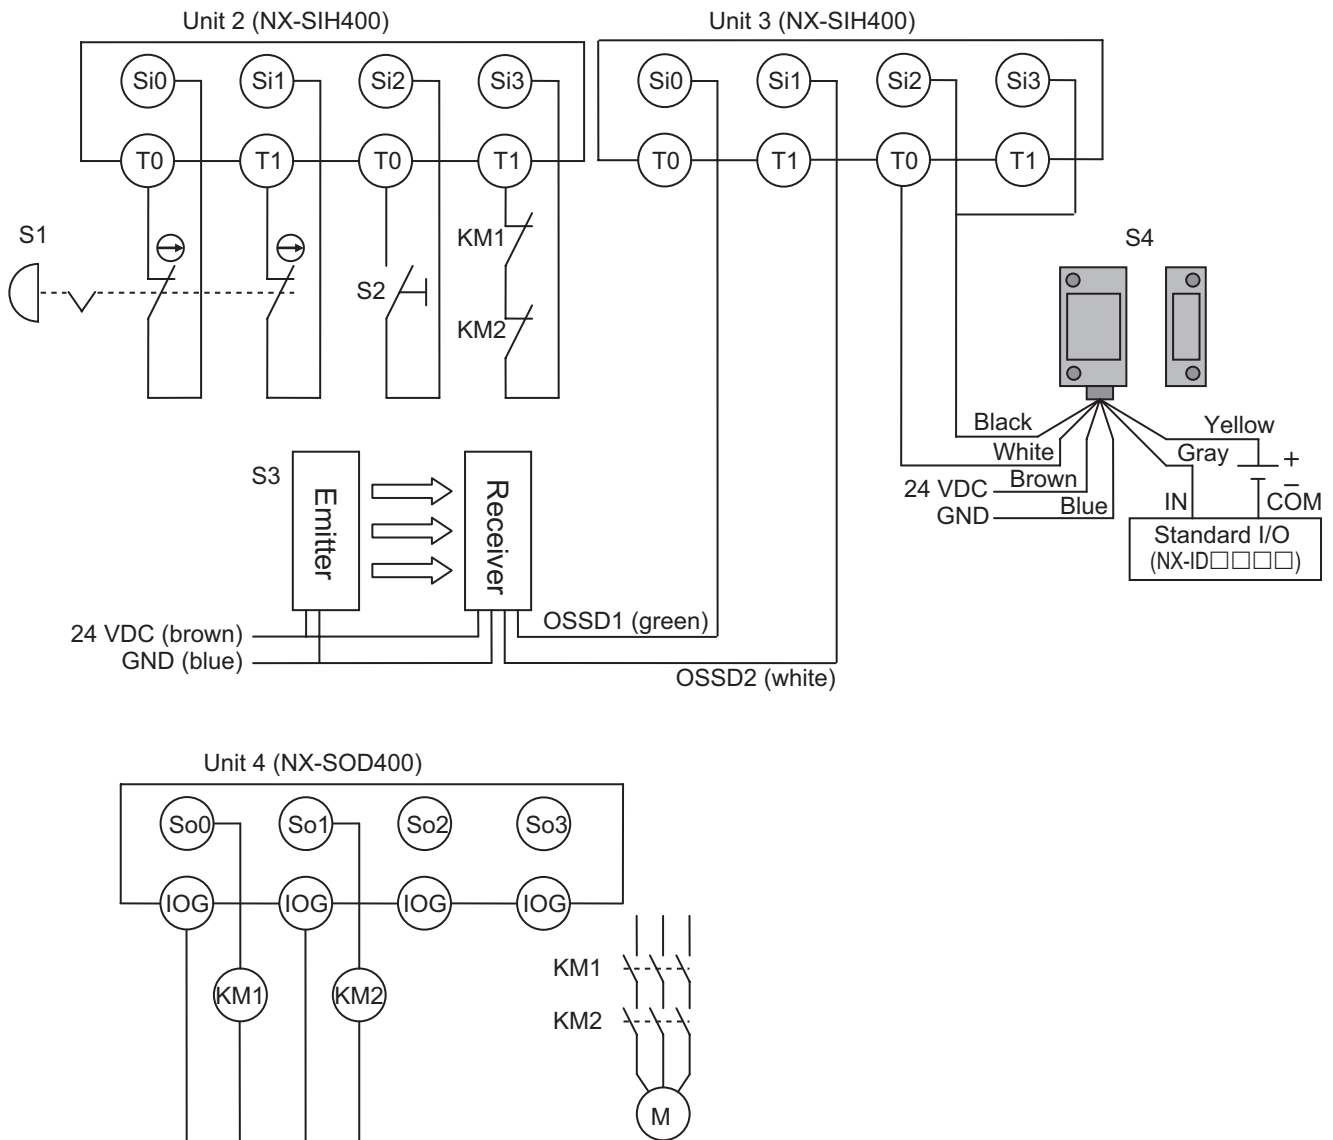 Unit 2 (NX-SIH400)
Unit 3 (NX-SIH400)
Si0 Si1 Si2 Si3
Si0 Si1 Si2 Si3
T0 T1 T0 T1
T0 T1 T0 T1
S1
KM1
S2
KM2
S4
Black
White
Brown
24 VDC
Blue
GND
Yellow
Gray
+
−
IN
COM
Standard I/O
(NX-ID□□□□)
S3
Emitter
Receiver
24 VDC (brown)
GND (blue)
OSSD1 (green)
OSSD2 (white)
Unit 4 (NX-SOD400)
So0 So1 So2 So3
IOG IOG IOG IOG
KM1 KM2
KM1
KM2
M